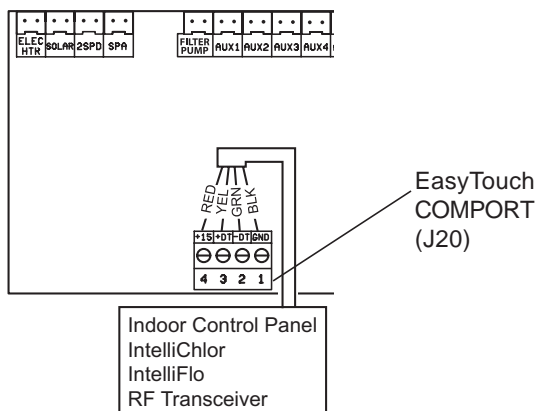 ELEC HTR SOLAR 2SPD SPA FILTER PUMP AUX1 AUX2 AUX3 AUX4
RED YEL GRN BLK
+15 +DT -DT GND
4 3 2 1
EasyTouch
COMPORT
(J20)
Indoor Control Panel
IntelliChlor
IntelliFlo
RF Transceiver